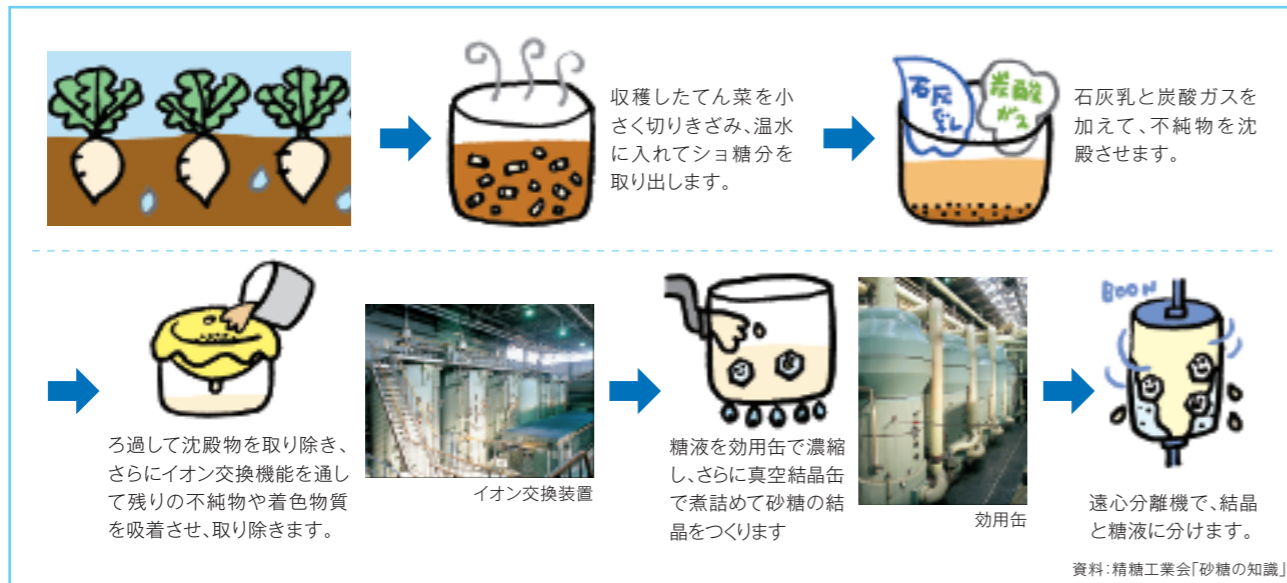 収穫したてん菜を小
さく切りきざみ、温水
に入れてショ糖分を
取り出します。
石灰乳
炭酸ガス
石灰乳と炭酸ガスを
加えて、不純物を沈
殿させます。
ろ過して沈殿物を取り除き、
さらにイオン交換機能を通し
て残りの不純物や着色物質
を吸着させ、取り除きます。
イオン交換装置
糖液を効用缶で濃縮
し、さらに真空結晶缶
で煮詰めて砂糖の結
晶をつくります
効用缶
BOON
遠心分離機で、結晶
と糖液に分けます。
資料：精糖工業会「砂糖の知識」